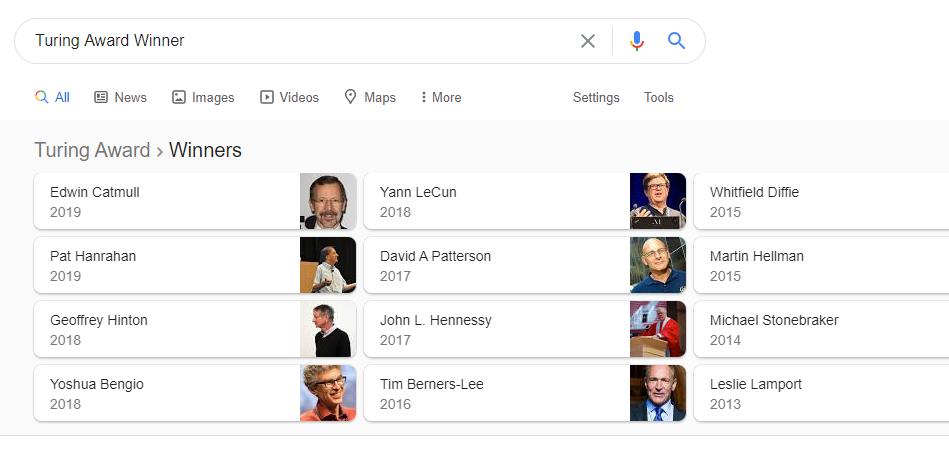 Turing Award Winner
All News Images Videos Maps More Settings Tools
Turing Award › Winners
Edwin Catmull
2019
Pat Hanrahan
2019
Geoffrey Hinton
2018
Yoshua Bengio
2018
Yann LeCun
2018
David A Patterson
2017
John L. Hennessy
2017
Tim Berners-Lee
2016
Whitfield Diffie
2015
Martin Hellman
2015
Michael Stonebraker
2014
Leslie Lamport
2013